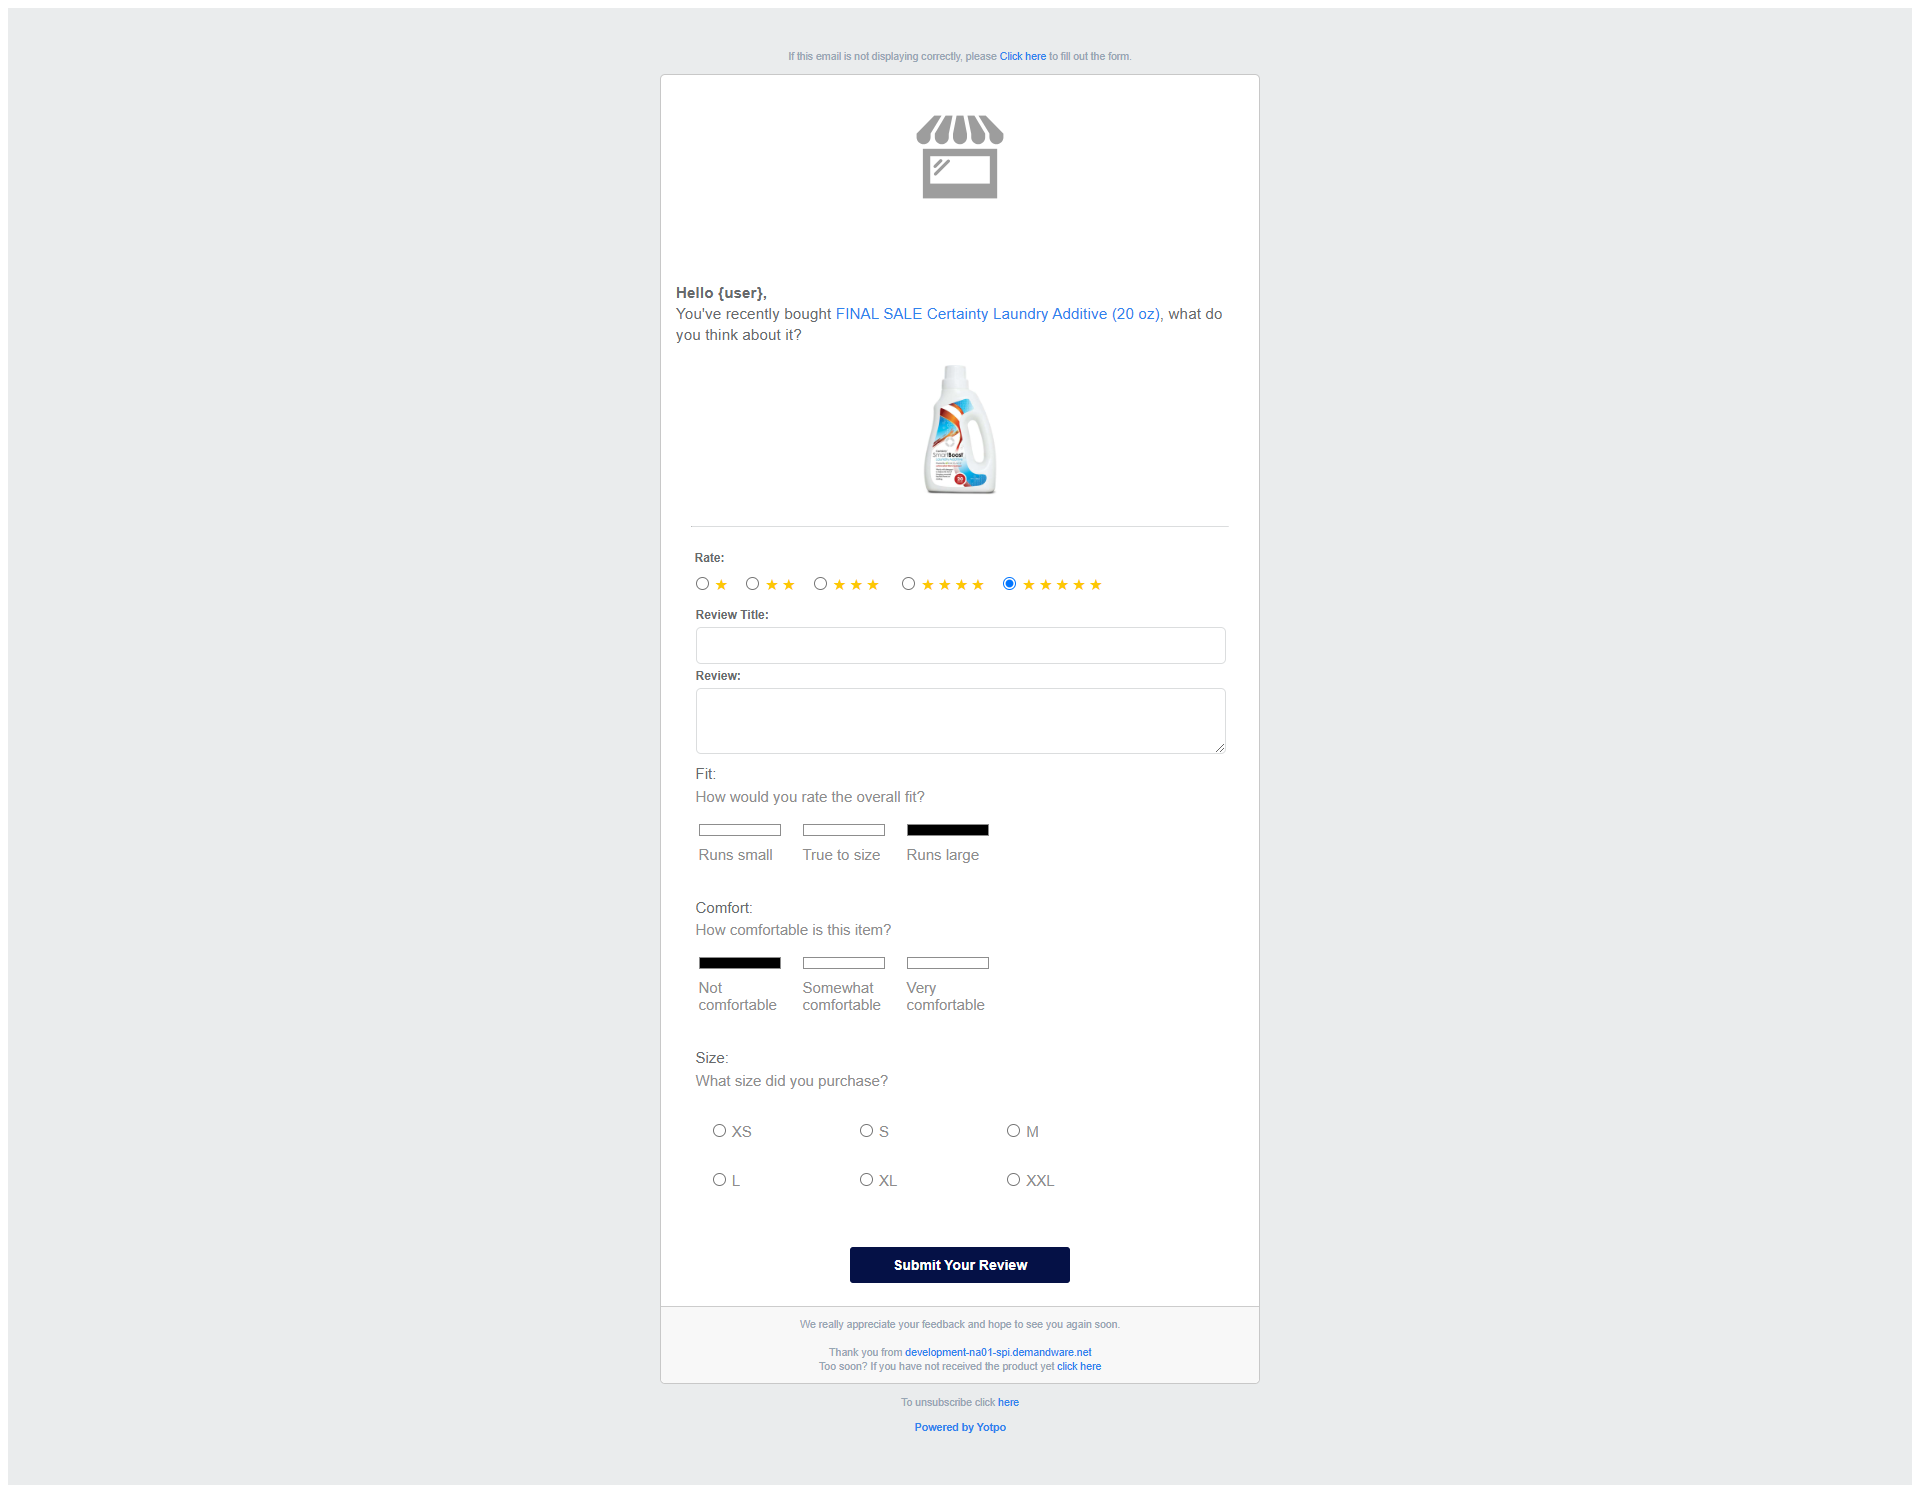 If this email is not displaying correctly, please Click here to fill out the form.
Hello {user},
You've recently bought FINAL SALE Certainty Laundry Additive (20 oz), what do
you think about it?
SmartBoost
Rate:
Review Title:
Review:
Fit:
How would you rate the overall fit?
Runs small True to size Runs large
Comfort:
How comfortable is this item?
Not comfortable
Somewhat comfortable
Very comfortable
Size:
What size did you purchase?
XS S M
L XL XXL
Submit Your Review
We really appreciate your feedback and hope to see you again soon.
Thank you from development-na01-spi.demandware.net
Too soon? If you have not received the product yet click here
To unsubscribe click here
Powered by Yotpo